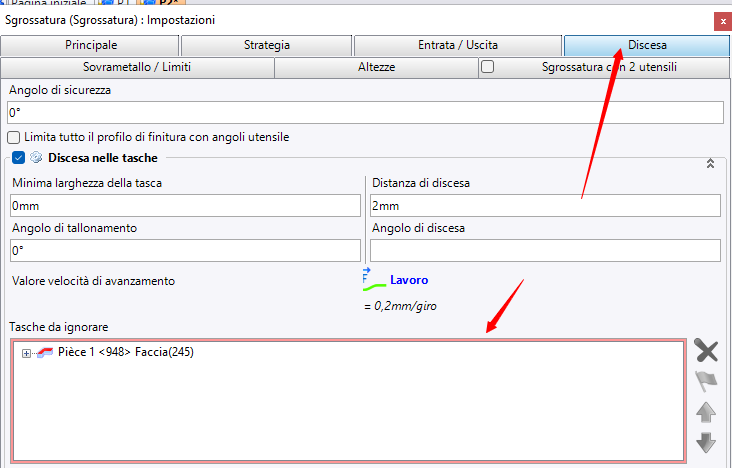 Pagina iniziale P1 P2*
Sgrossatura (Sgrossatura) : Impostazioni
x
Principale Strategia Entrata / Uscita Discesa
Sovrametallo / Limiti Altezze Sgrossatura con 2 utensili
Angolo di sicurezza
0°
Limita tutto il profilo di finitura con angoli utensile
Discesa nelle tasche
Minima larghezza della tasca Distanza di discesa
0mm 2mm
Angolo di tallonamento Angolo di discesa
0°
Valore velocità di avanzamento F Lavoro
= 0,2mm/giro
Tasche da ignorare
Pièce 1 <948> Faccia(245)